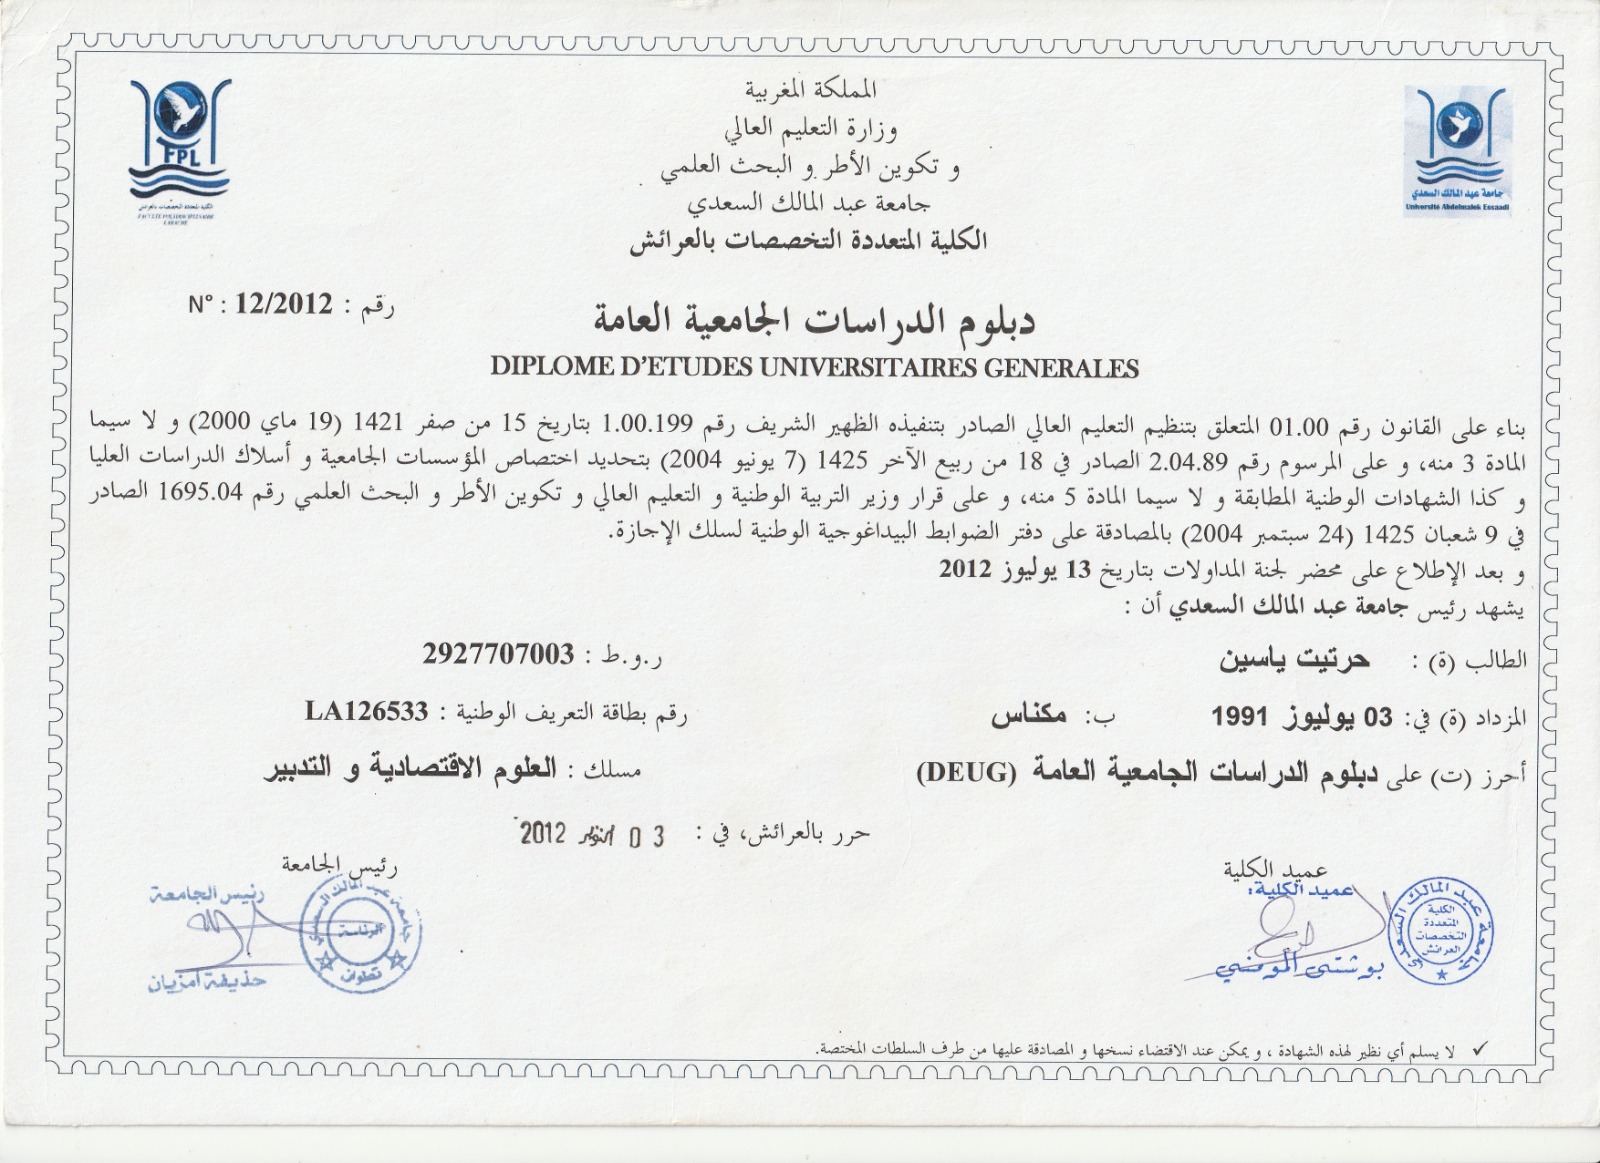 المملكة المغربية
وزارة التعليم العالي
و تكوين الأطر و البحث العلمي
جامعة عبد المالك السعدي
الكلية المتعددة التخصصات بالعرائش
FPL
الكلية المتعددة التخصصات بالعرائش
FACULTE POLYDISCIPLINAIRE
LARACHE
جامعة عبد المالك السعدي
Université Abdelmalek Essaadi
رقم : 12/2012 : N°
دبلوم الدراسات الجامعية العامة
DIPLOME D'ETUDES UNIVERSITAIRES GENERALES
بناء على القانون رقم 01.00 المتعلق بتنظيم التعليم العالي الصادر بتنفيذه الظهير الشريف رقم 1.00.199 بتاريخ 15 من صفر 1421 (19 ماي 2000) و لا سيما
المادة 3 منه، و على المرسوم رقم 2.04.89 الصادر في 18 من ربيع الآخر 1425 (7 يونيو 2004) بتحديد اختصاص المؤسسات الجامعية و أسلاك الدراسات العليا
و كذا الشهادات الوطنية المطابقة و لا سيما المادة 5 منه، و على قرار وزير التربية الوطنية و التعليم العالي و تكوين الأطر و البحث العلمي رقم 1695.04 الصادر
في 9 شعبان 1425 (24 سبتمبر 2004) بالمصادقة على دفتر الضوابط البيداغوجية الوطنية لسلك الإجازة.
و بعد الإطلاع على محضر لجنة المداولات بتاريخ 13 يوليوز 2012
يشهد رئيس جامعة عبد المالك السعدي أن :
الطالب (ة) : حرتيت ياسين ر.و.ط : 2927707003
المزداد (ة) في: 03 يوليوز 1991 ب: مكناس رقم بطاقة التعريف الوطنية : LA126533
أحرز (ت) على دبلوم الدراسات الجامعية العامة (DEUG) مسلك : العلوم الاقتصادية و التدبير
حرر بالعرائش، في : 03 أكتوبر 2012
عميد الكلية
رئيس الجامعة
عميد الكلية:
بوشتى المومني
جامعة عبد المالك السعدي
الكلية
المتعددة
التخصصات
العرائش
رئيس الجامعة
حذيفة أمزيان
جامعة عبد المالك السعدي
الرئاسة
تطوان
✓ لا يسلم أي نظير لهذه الشهادة ، و يمكن عند الاقتضاء نسخها و المصادقة عليها من طرف السلطات المختصة.